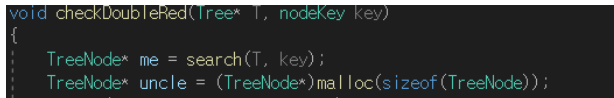 void checkDoubleRed(Tree* T, nodeKey key)
{
TreeNode* me = search(T, key);
TreeNode* uncle = (TreeNode*)malloc(sizeof(TreeNode));